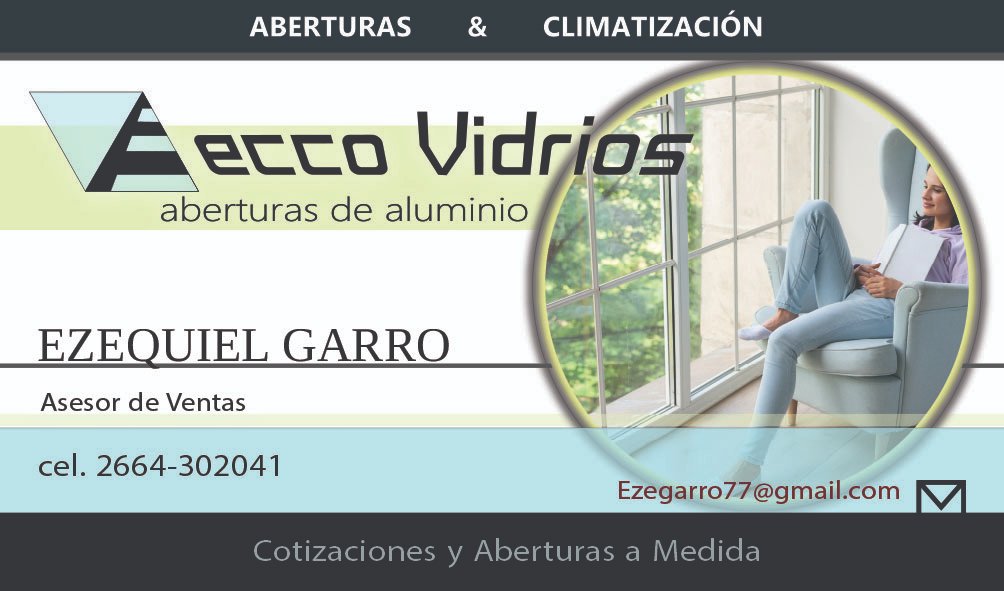 ABERTURAS & CLIMATIZACIÓN
Aecco Vidrios
aberturas de aluminio
EZEQUIEL GARRO
Asesor de Ventas
cel. 2664-302041
Ezegarro77@gmail.com
Cotizaciones y Aberturas a Medida